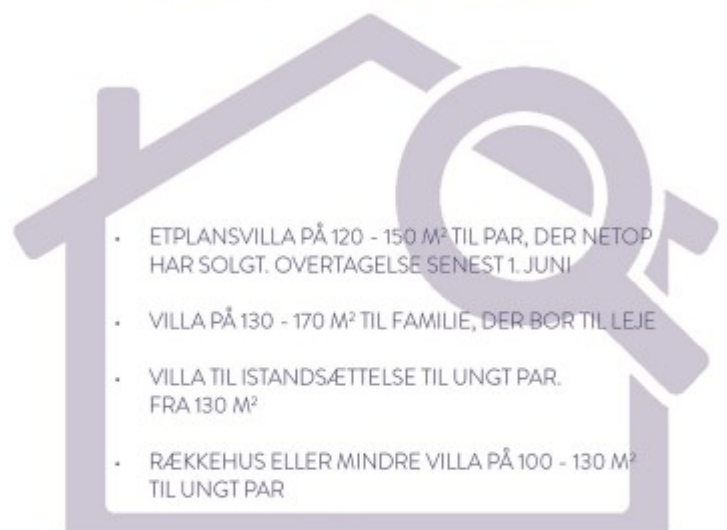 • ETPLANSVILLA PÅ 120 - 150 M² TIL PAR, DER NETOP
HAR SOLGT. OVERTAGELSE SENEST 1. JUNI
• VILLA PÅ 130 - 170 M² TIL FAMILIE, DER BOR TIL LEJE
• VILLA TIL ISTANDSÆTTELSE TIL UNGT PAR.
FRA 130 M²
• RÆKKEHUS ELLER MINDRE VILLA PÅ 100 - 130 M²
TIL UNGT PAR